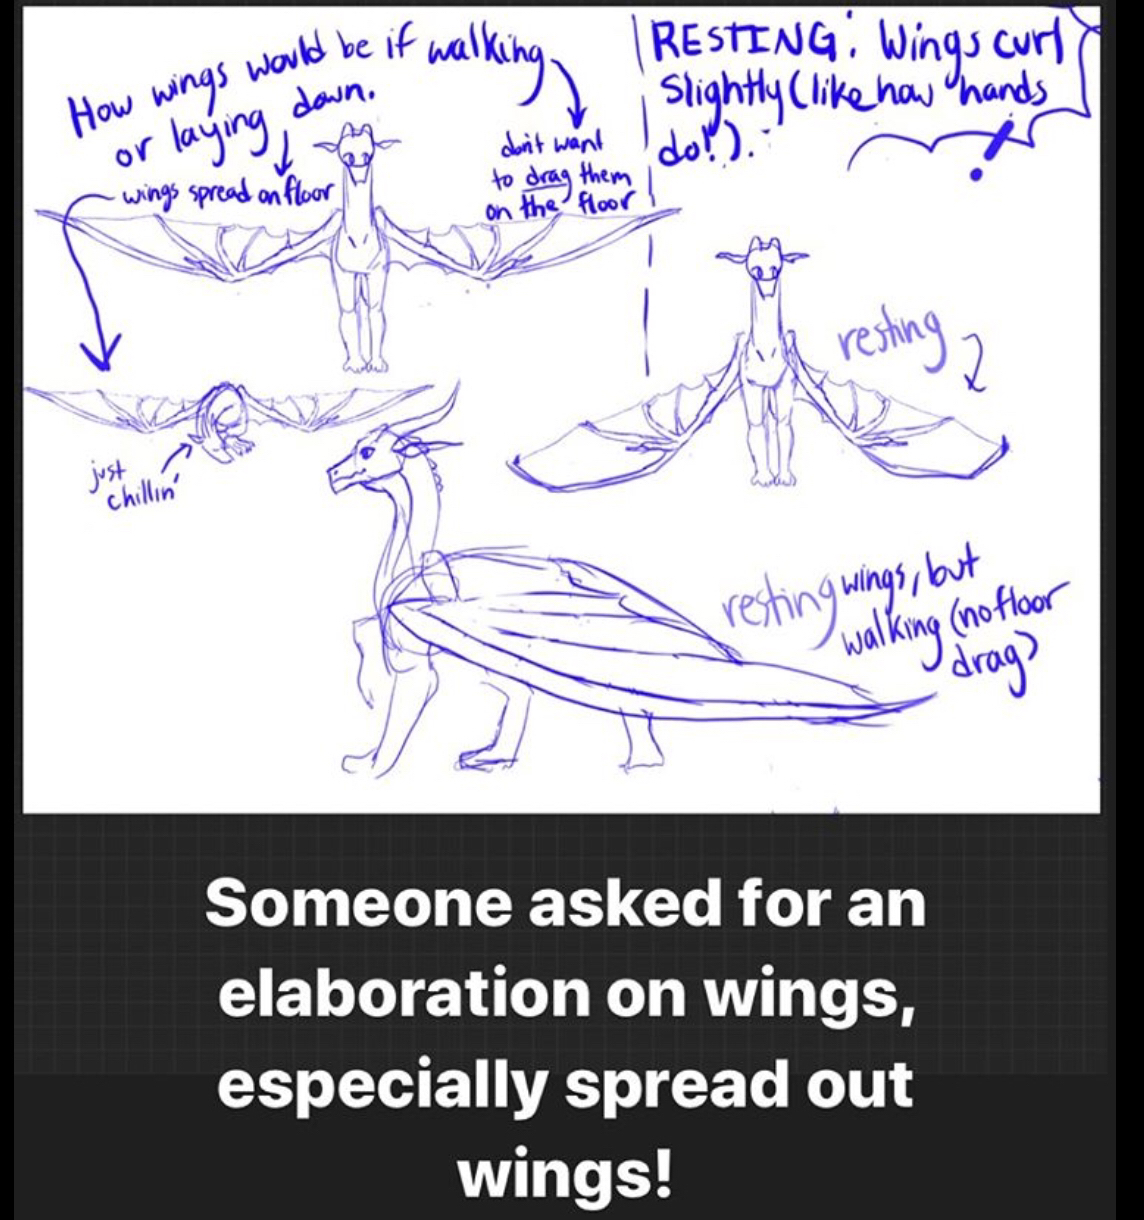 How wings would be if walking
or laying down.
wings spread on floor
don't want
to drag them
on the floor
RESTING: Wings curl
slightly (like how hands
do!).
!
resting
just
chillin'
resting wings, but
walking (no floor
drag)
Someone asked for an
elaboration on wings,
especially spread out
wings!